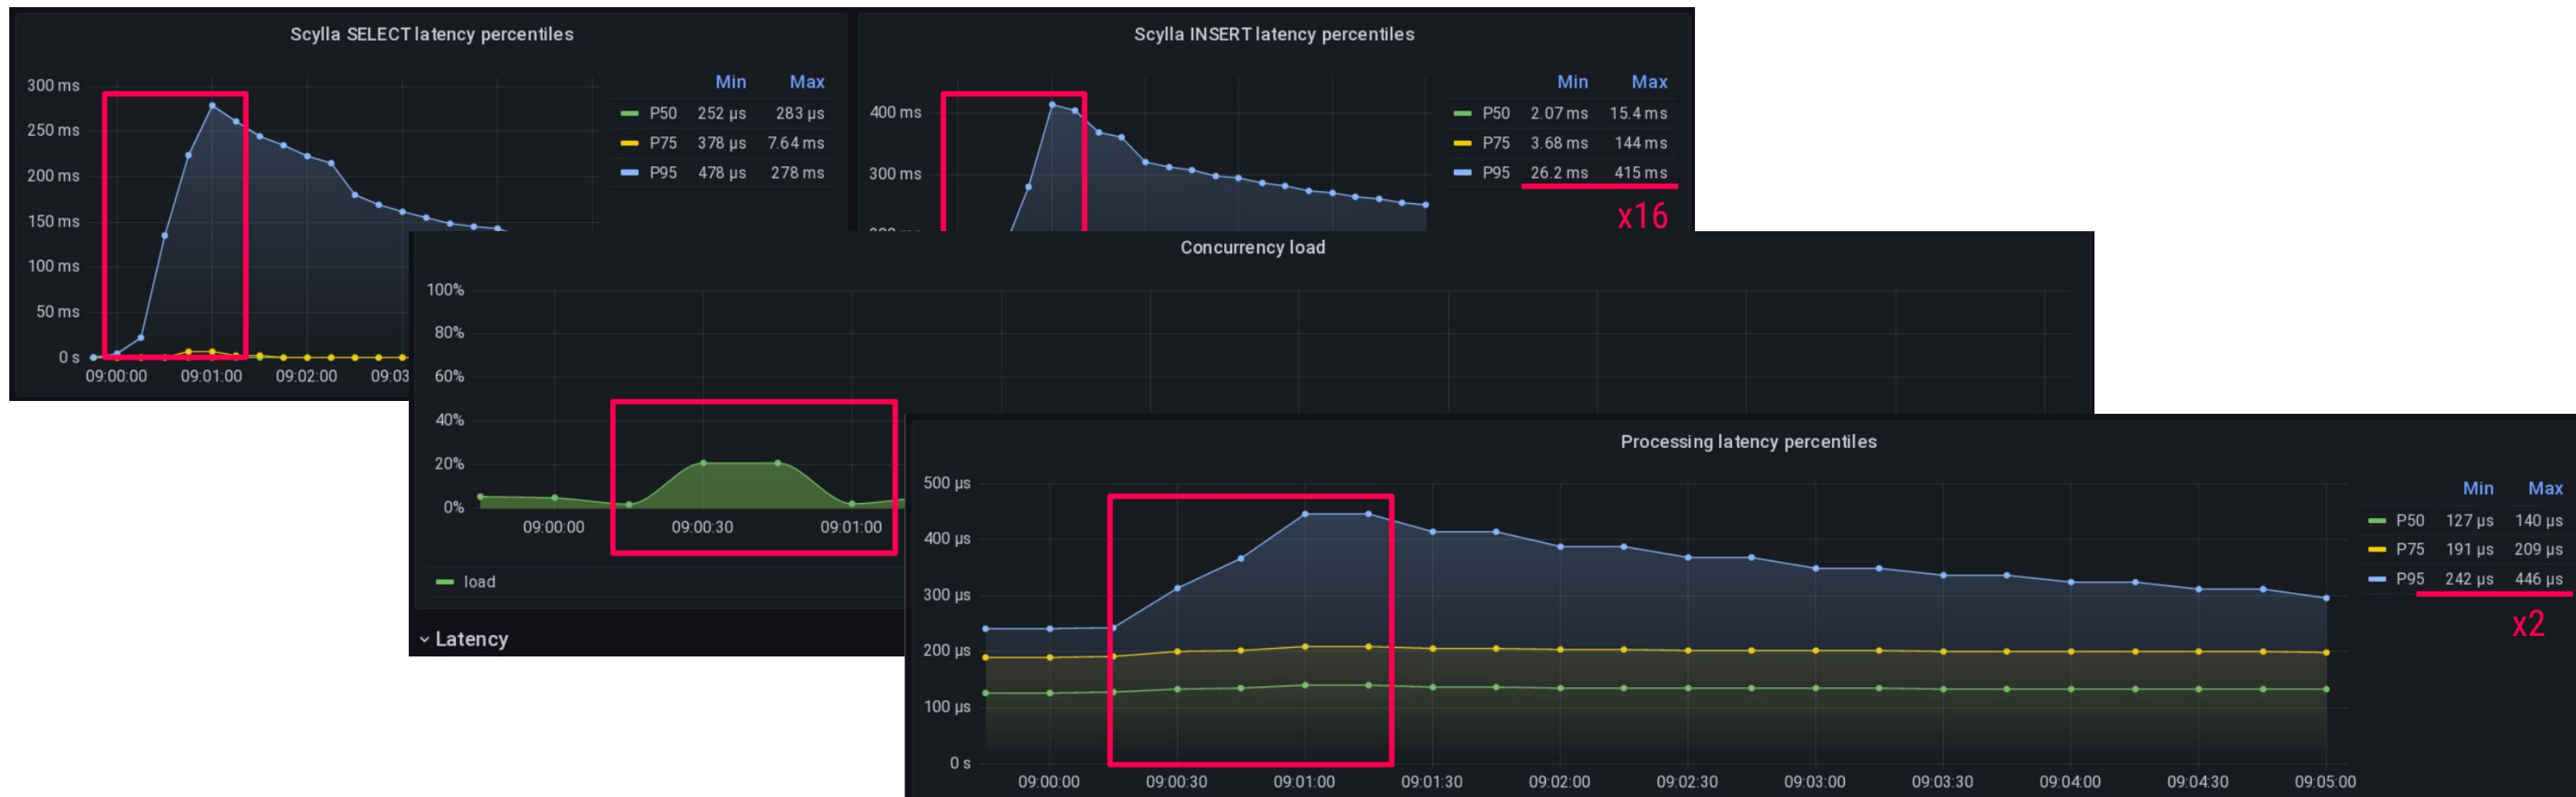 Scylla SELECT latency percentiles
300 ms
250 ms
200 ms
150 ms
100 ms
50 ms
0 s
09:00:00 09:01:00 09:02:00 09:03
Min Max
P50 252 µs 283 µs
P75 378 µs 7.64 ms
P95 478 µs 278 ms
Scylla INSERT latency percentiles
400 ms
300 ms
Min Max
P50 2.07 ms 15.4 ms
P75 3.68 ms 144 ms
P95 26.2 ms 415 ms
x16
Concurrency load
100%
80%
60%
40%
20%
0%
09:00:00 09:00:30 09:01:00
load
Latency
Processing latency percentiles
500 µs
400 µs
300 µs
200 µs
100 µs
0 s
09:00:00 09:00:30 09:01:00 09:01:30 09:02:00 09:02:30 09:03:00 09:03:30 09:04:00 09:04:30 09:05:00
Min Max
P50 127 µs 140 µs
P75 191 µs 209 µs
P95 242 µs 446 µs
x2